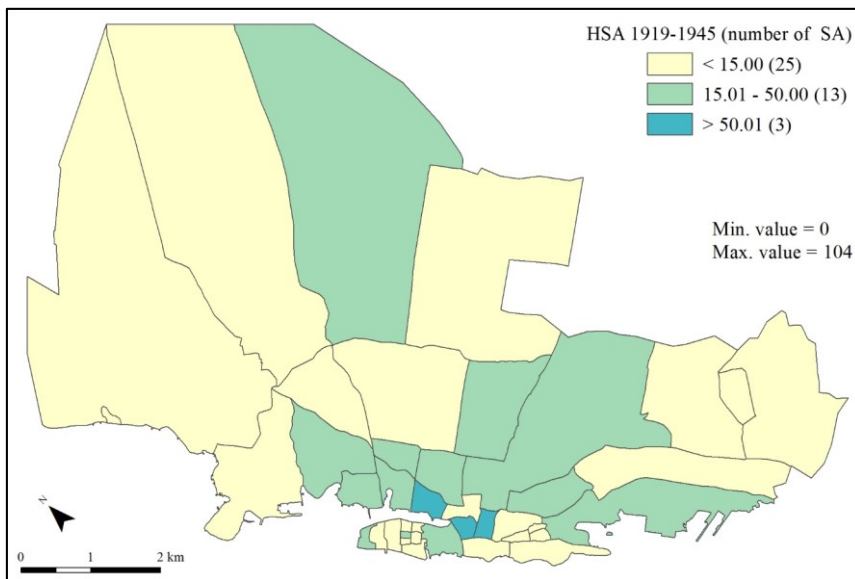 HSA 1919-1945 (number of SA)
< 15.00 (25)
15.01 - 50.00 (13)
> 50.01 (3)
Min. value = 0
Max. value = 104
N
0 1 2 km